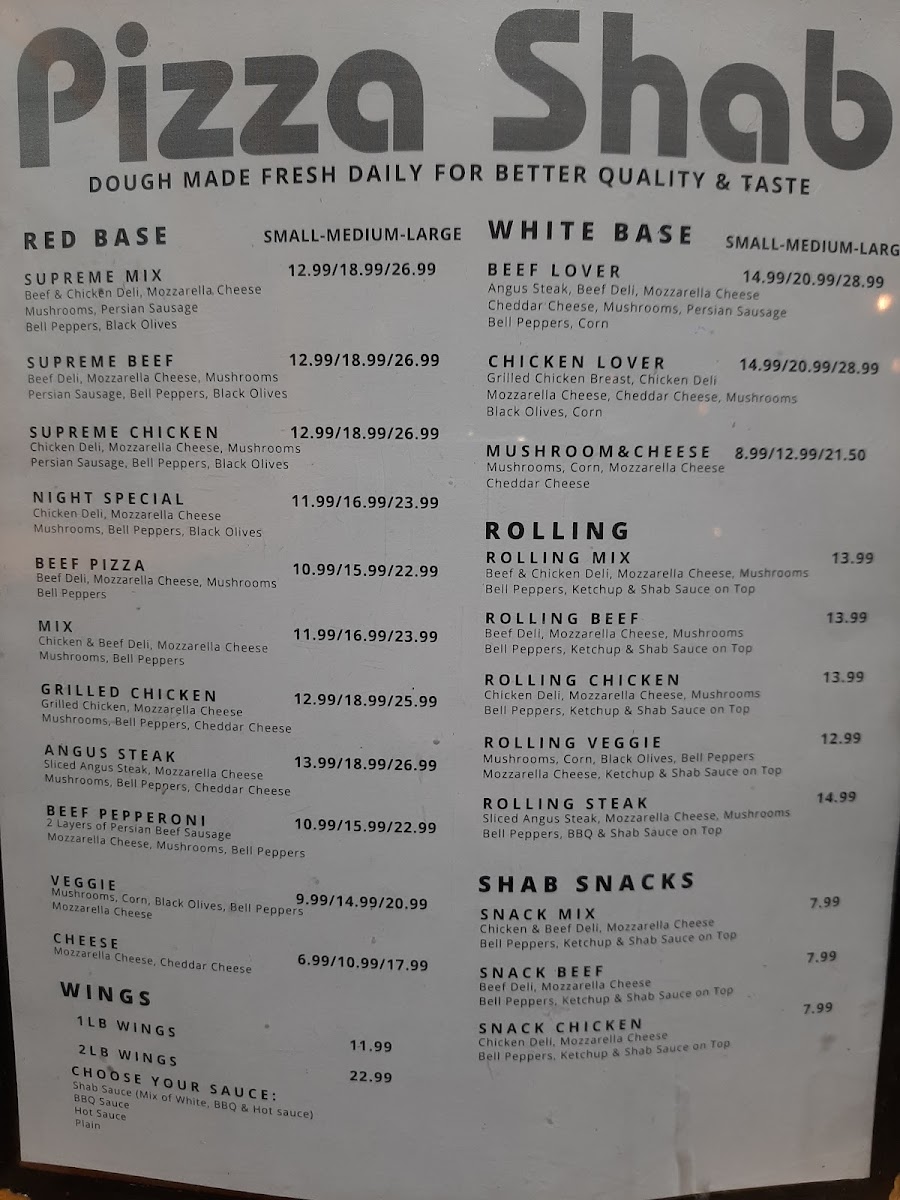 Pizza Shab
DOUGH MADE FRESH DAILY FOR BETTER QUALITY & TASTE
RED BASE SMALL-MEDIUM-LARGE
SUPREME MIX 12.99/18.99/26.99
Beef & Chicken Deli, Mozzarella Cheese
Mushrooms, Persian Sausage
Bell Peppers, Black Olives
SUPREME BEEF 12.99/18.99/26.99
Beef Deli, Mozzarella Cheese, Mushrooms
Persian Sausage, Bell Peppers, Black Olives
SUPREME CHICKEN 12.99/18.99/26.99
Chicken Deli, Mozzarella Cheese, Mushrooms
Persian Sausage, Bell Peppers, Black Olives
NIGHT SPECIAL 11.99/16.99/23.99
Chicken Deli, Mozzarella Cheese
Mushrooms, Bell Peppers, Black Olives
BEEF PIZZA 10.99/15.99/22.99
Beef Deli, Mozzarella Cheese, Mushrooms
Bell Peppers
MIX 11.99/16.99/23.99
Chicken & Beef Deli, Mozzarella Cheese
Mushrooms, Bell Peppers
GRILLED CHICKEN 12.99/18.99/25.99
Grilled Chicken, Mozzarella Cheese
Mushrooms, Bell Peppers, Cheddar Cheese
ANGUS STEAK 13.99/18.99/26.99
Sliced Angus Steak, Mozzarella Cheese
Mushrooms, Bell Peppers, Cheddar Cheese
BEEF PEPPERONI 10.99/15.99/22.99
2 Layers of Persian Beef Sausage
Mozzarella Cheese, Mushrooms, Bell Peppers
VEGGIE 9.99/14.99/20.99
Mushrooms, Corn, Black Olives, Bell Peppers
Mozzarella Cheese
CHEESE 6.99/10.99/17.99
Mozzarella Cheese, Cheddar Cheese
WINGS
1LB WINGS 11.99
2LB WINGS 22.99
CHOOSE YOUR SAUCE:
Shab Sauce (Mix of White, BBQ & Hot sauce)
BBQ Sauce
Hot Sauce
Plain
WHITE BASE SMALL-MEDIUM-LARG
BEEF LOVER 14.99/20.99/28.99
Angus Steak, Beef Deli, Mozzarella Cheese
Cheddar Cheese, Mushrooms, Persian Sausage
Bell Peppers, Corn
CHICKEN LOVER 14.99/20.99/28.99
Grilled Chicken Breast, Chicken Deli
Mozzarella Cheese, Cheddar Cheese, Mushrooms
Black Olives, Corn
MUSHROOM&CHEESE 8.99/12.99/21.50
Mushrooms, Corn, Mozzarella Cheese
Cheddar Cheese
ROLLING
ROLLING MIX 13.99
Beef & Chicken Deli, Mozzarella Cheese, Mushrooms
Bell Peppers, Ketchup & Shab Sauce on Top
ROLLING BEEF 13.99
Beef Deli, Mozzarella Cheese, Mushrooms
Bell Peppers, Ketchup & Shab Sauce on Top
ROLLING CHICKEN 13.99
Chicken Deli, Mozzarella Cheese, Mushrooms
Bell Peppers, Ketchup & Shab Sauce on Top
ROLLING VEGGIE 12.99
Mushrooms, Corn, Black Olives, Bell Peppers
Mozzarella Cheese, Ketchup & Shab Sauce on Top
ROLLING STEAK 14.99
Sliced Angus Steak, Mozzarella Cheese, Mushrooms
Bell Peppers, BBQ & Shab Sauce on Top
SHAB SNACKS
SNACK MIX 7.99
Chicken & Beef Deli, Mozzarella Cheese
Bell Peppers, Ketchup & Shab Sauce on Top
SNACK BEEF 7.99
Beef Deli, Mozzarella Cheese
Bell Peppers, Ketchup & Shab Sauce on Top
SNACK CHICKEN 7.99
Chicken Deli, Mozzarella Cheese
Bell Peppers, Ketchup & Shab Sauce on Top